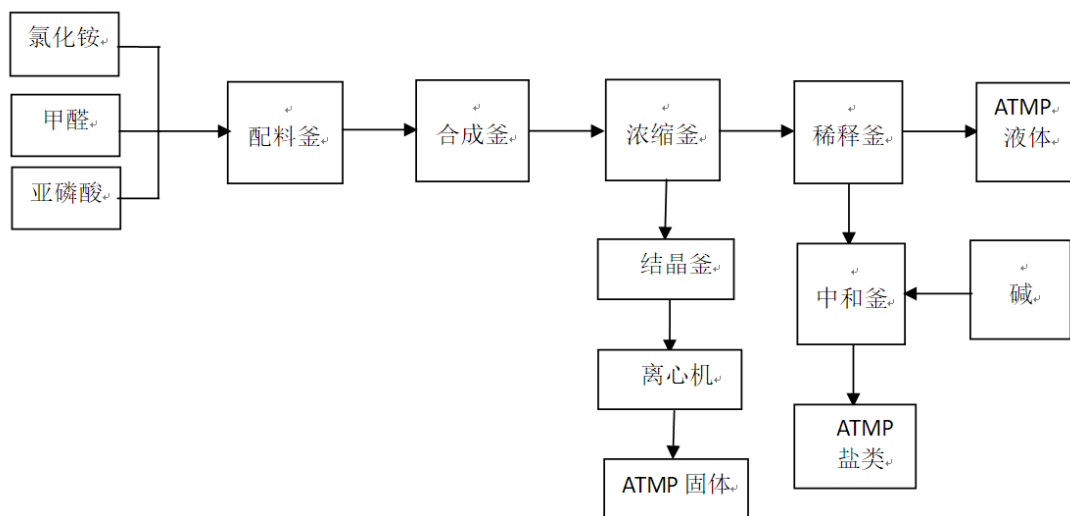 氯化铵
甲醛
亚磷酸
配料釜
合成釜
浓缩釜
稀释釜
ATMP
液体
结晶釜
中和釜
碱
离心机
ATMP
盐类
ATMP 固体